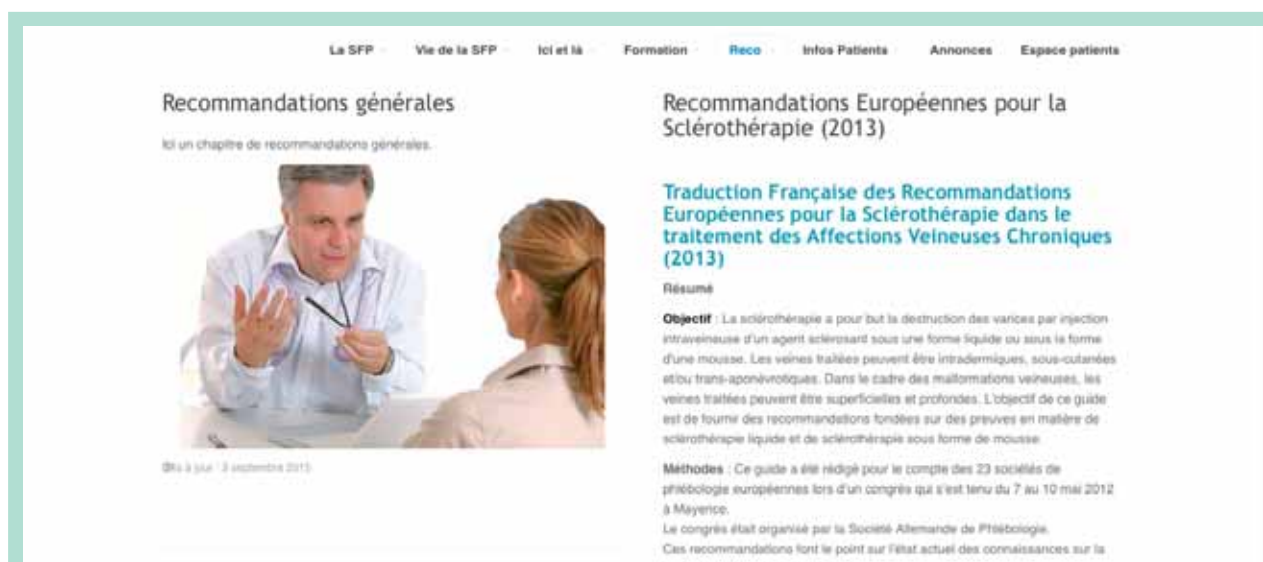 La SFP Vie de la SFP Ici et là Formation Reco Infos Patients Annonces Espace patients
Recommandations générales
Ici un chapitre de recommandations générales.
Mis à jour : 3 septembre 2015
Recommandations Européennes pour la
Sclérothérapie (2013)
Traduction Française des Recommandations
Européennes pour la Sclérothérapie dans le
traitement des Affections Veineuses Chroniques
(2013)
Résumé
Objectif : La sclérothérapie a pour but la destruction des varices par injection
intraveineuse d'un agent sclérosant sous une forme liquide ou sous la forme
d'une mousse. Les veines traitées peuvent être intradermiques, sous-cutanées
et/ou trans-aponévrotiques. Dans le cadre des malformations veineuses, les
veines traitées peuvent être superficielles et profondes. L'objectif de ce guide
est de fournir des recommandations fondées sur des preuves en matière de
sclérothérapie liquide et de sclérothérapie sous forme de mousse.
Méthodes : Ce guide a été rédigé pour le compte des 23 sociétés de
phlébologie européennes lors d'un congrès qui s'est tenu du 7 au 10 mai 2012
à Mayence.
Le congrès était organisé par la Société Allemande de Phlébologie.
Ces recommandations font le point sur l'état actuel des connaissances sur la